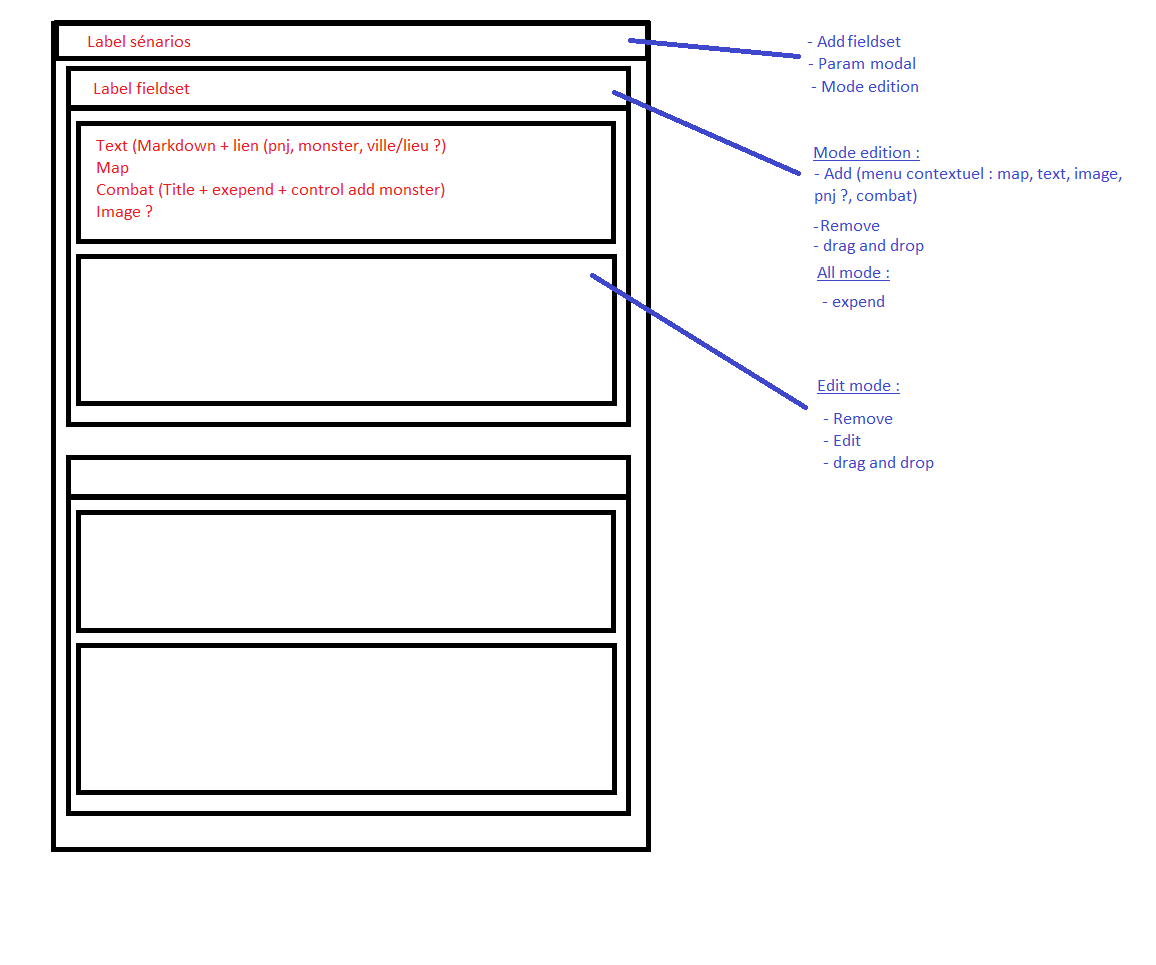 Label sénarios
- Add fieldset
- Param modal
- Mode edition
Label fieldset
Text (Markdown + lien (pnj, monster, ville/lieu ?)
Map
Combat (Title + exepend + control add monster)
Image ?
Mode edition :
- Add (menu contextuel : map, text, image,
pnj ?, combat)
-Remove
- drag and drop
All mode :
- expend
Edit mode :
- Remove
- Edit
- drag and drop